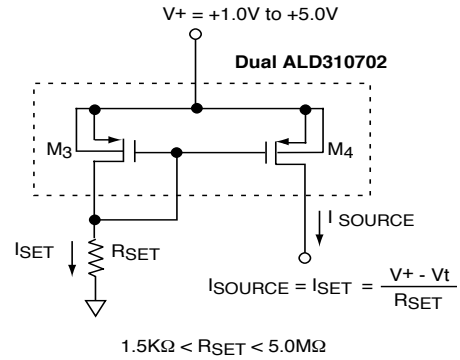 V+ = +1.0V to +5.0V
Dual ALD310702
M3
M4
ISET
RSET
I SOURCE
ISOURCE = ISET = V+ - Vt / RSET
1.5KΩ < RSET < 5.0MΩ